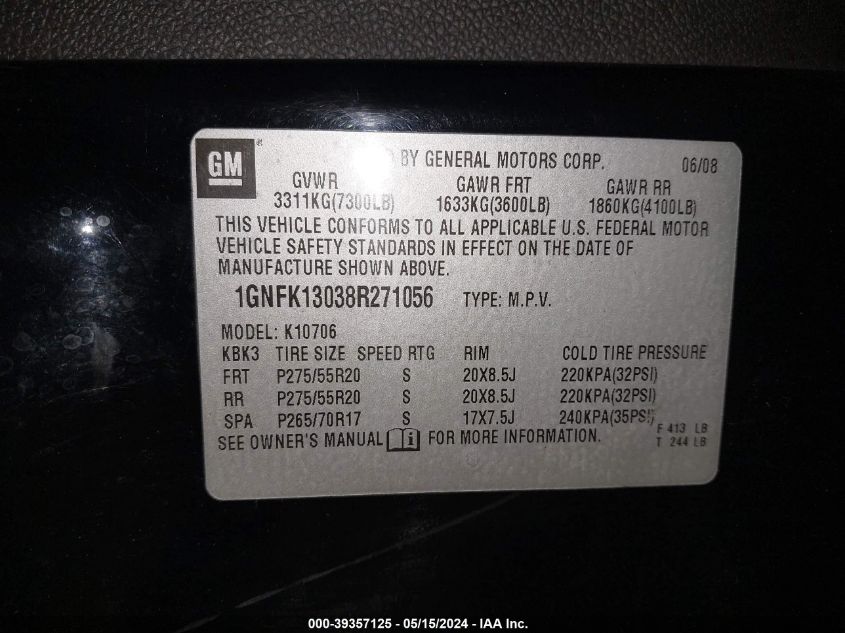 GM
BY GENERAL MOTORS CORP. 06/08
GVWR GAWR FRT GAWR RR
3311KG(7300LB) 1633KG(3600LB) 1860KG(4100LB)
THIS VEHICLE CONFORMS TO ALL APPLICABLE U.S. FEDERAL MOTOR
VEHICLE SAFETY STANDARDS IN EFFECT ON THE DATE OF
MANUFACTURE SHOWN ABOVE.
1GNFK13038R271056 TYPE: M.P.V.
MODEL: K10706
KBK3 TIRE SIZE SPEED RTG RIM COLD TIRE PRESSURE
FRT P275/55R20 S 20X8.5J 220KPA(32PSI)
RR P275/55R20 S 20X8.5J 220KPA(32PSI)
SPA P265/70R17 S 17X7.5J 240KPA(35PSI)
SEE OWNER'S MANUAL i FOR MORE INFORMATION.
F 413 LB
T 244 LB
000-39357125 - 05/15/2024 - IAA Inc.